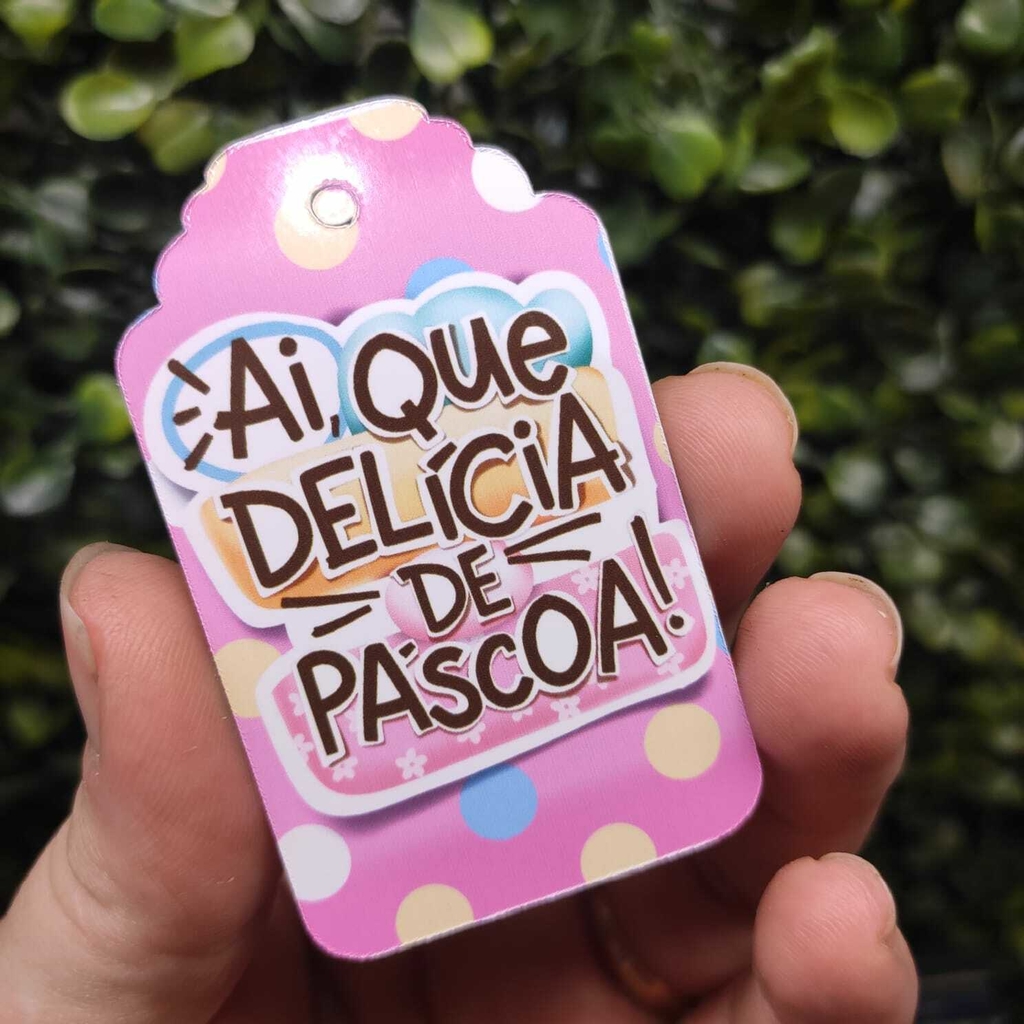 Ai, QUe
DELíCiA
DE
PÁSCOA!